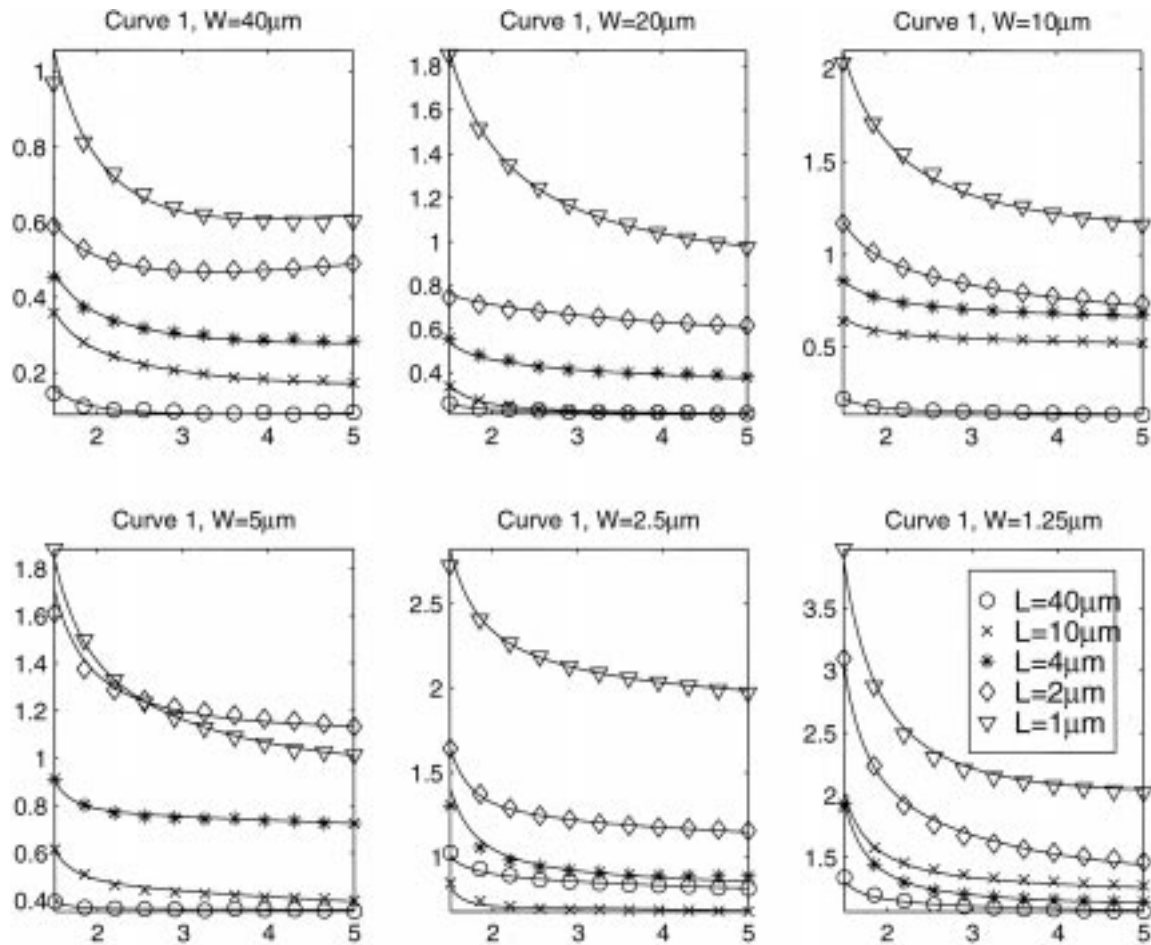 Curve 1, W=40μm
Curve 1, W=20μm
Curve 1, W=10μm
1
0.8
0.6
0.4
0.2
2 3 4 5
1.8
1.6
1.4
1.2
1
0.8
0.6
0.4
2 3 4 5
2
1.5
1
0.5
2 3 4 5
Curve 1, W=5μm
Curve 1, W=2.5μm
Curve 1, W=1.25μm
1.8
1.6
1.4
1.2
1
0.8
0.6
0.4
2 3 4 5
2.5
2
1.5
1
2 3 4 5
3.5
3
2.5
2
1.5
2 3 4 5
L=40μm
L=10μm
L=4μm
L=2μm
L=1μm